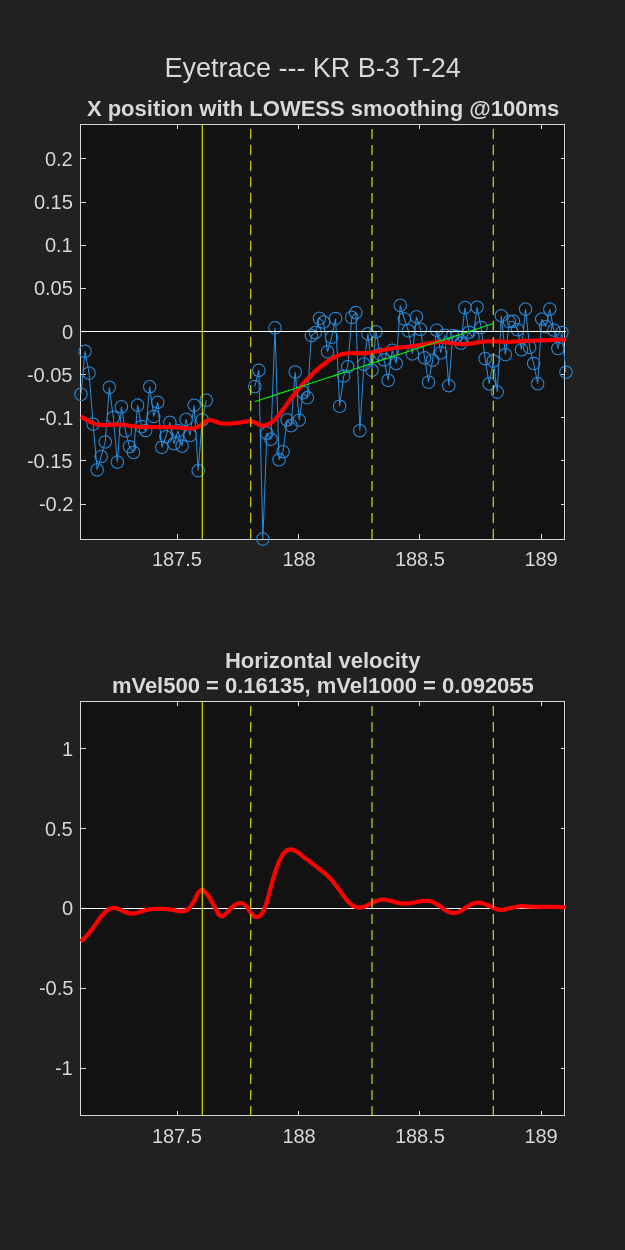 Eyetrace --- KR B-3 T-24
X position with LOWESS smoothing @100ms
0.2
0.15
0.1
0.05
0
-0.05
-0.1
-0.15
-0.2
187.5 188 188.5 189
Horizontal velocity
mVel500 = 0.16135, mVel1000 = 0.092055
1
0.5
0
-0.5
-1
187.5 188 188.5 189